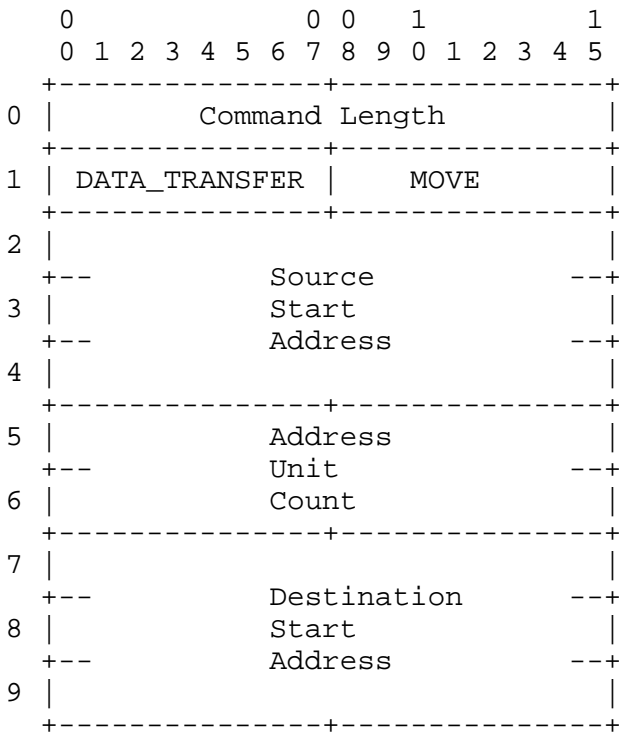 0             0 0   1         1
0 1 2 3 4 5 6 7 8 9 0 1 2 3 4 5
+---------------+---------------+
0 |        Command Length         |
+---------------+---------------+
1 | DATA_TRANSFER |     MOVE      |
+---------------+---------------+
2 |                               |
+--          Source           --+
3 |            Start              |
+--          Address          --+
4 |                               |
+---------------+---------------+
5 |            Address            |
+--          Unit             --+
6 |            Count              |
+---------------+---------------+
7 |                               |
+--          Destination      --+
8 |            Start              |
+--          Address          --+
9 |                               |
+---------------+---------------+